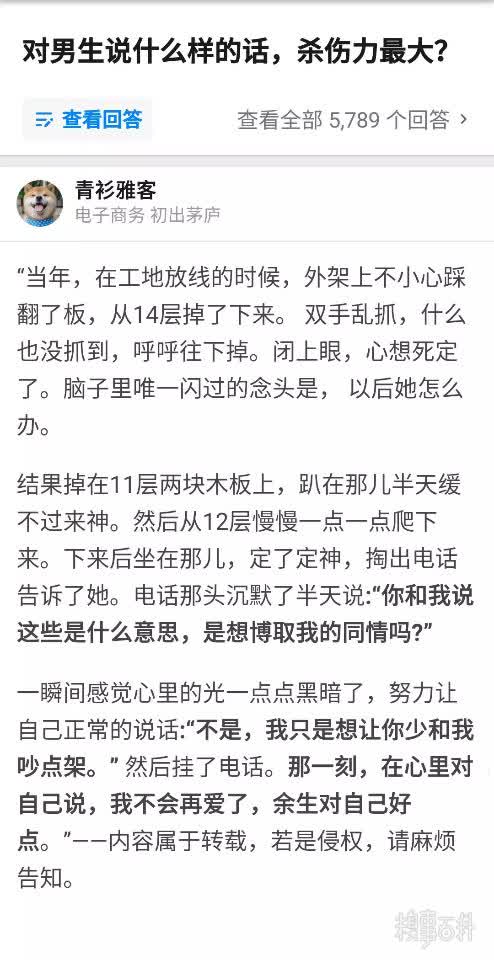 对男生说什么样的话，杀伤力最大？
查看回答
查看全部 5,789 个回答 >
青衫雅客
电子商务 初出茅庐
“当年，在工地放线的时候，外架上不小心踩
翻了板，从14层掉了下来。 双手乱抓，什么
也没抓到，呼呼往下掉。闭上眼，心想死定
了。脑子里唯一闪过的念头是， 以后她怎么
办。
结果掉在11层两块木板上，趴在那儿半天缓
不过来神。然后从12层慢慢一点一点爬下
来。下来后坐在那儿，定了定神，掏出电话
告诉了她。电话那头沉默了半天说:“你和我说
这些是什么意思，是想博取我的同情吗?”
一瞬间感觉心里的光一点点黑暗了，努力让
自己正常的说话:“不是，我只是想让你少和我
吵点架。” 然后挂了电话。那一刻，在心里对
自己说，我不会再爱了，余生对自己好
点。”——内容属于转载，若是侵权，请麻烦
告知。
糗事百科